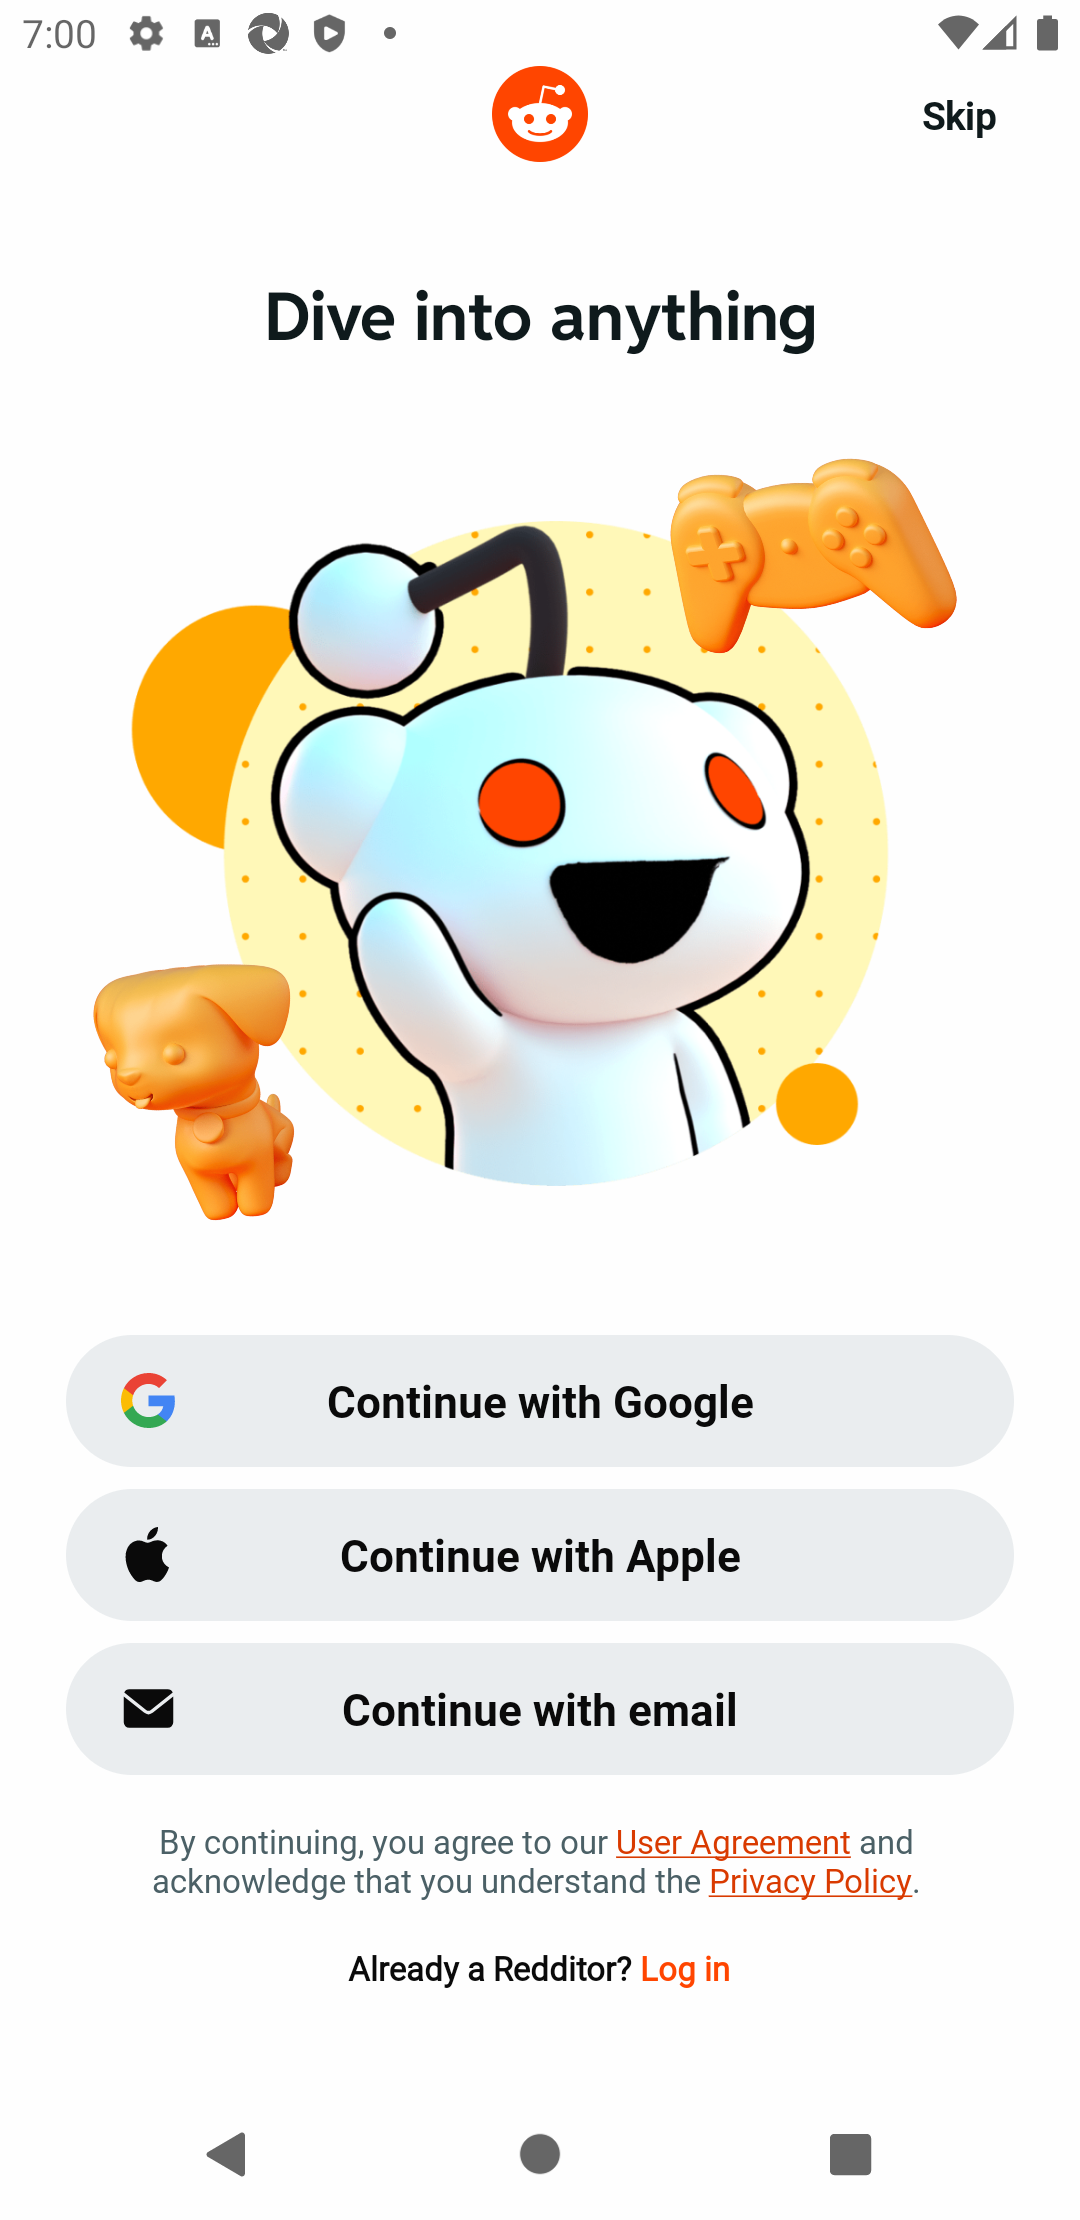 7:00
Skip
Dive into anything
Continue with Google
Continue with Apple
Continue with email
By continuing, you agree to our User Agreement and
acknowledge that you understand the Privacy Policy.
Already a Redditor? Log in